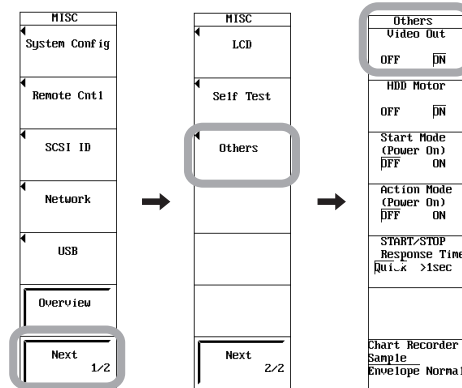 MISC
System Config
Remote Cntl
SCSI ID
Network
USB
Overview
Next
1/2
MISC
LCD
Self Test
Others
Next
2/2
Others
Video Out
OFF ON
HDD Motor
OFF ON
Start Mode
(Power On)
OFF ON
Action Mode
(Power On)
OFF ON
START/STOP
Response Time
Quick >1sec
Chart Recorder
Sample
Envelope Normal